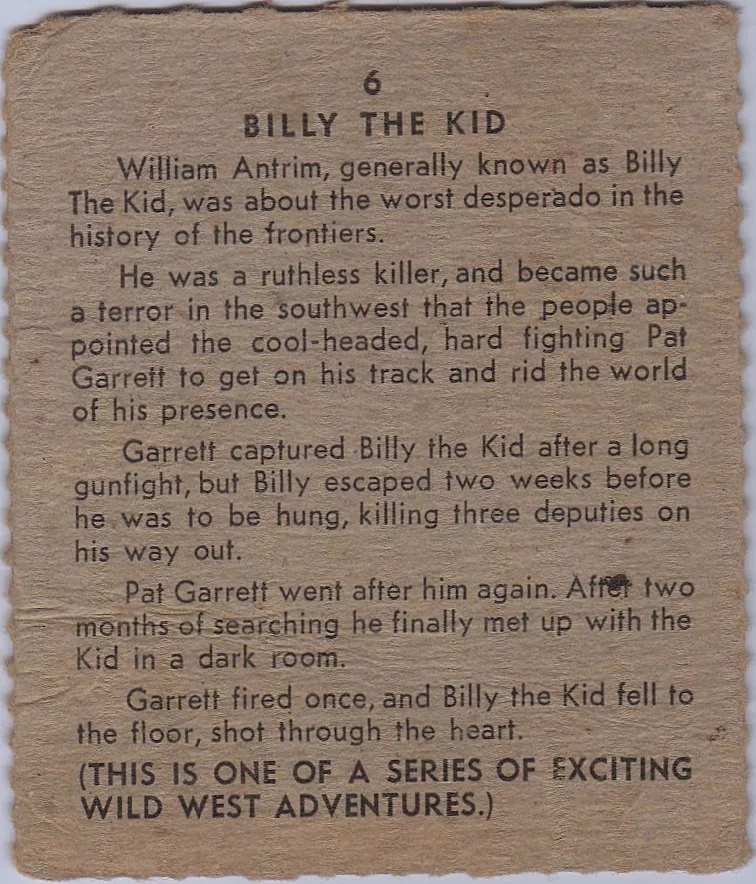 6
BILLY THE KID
William Antrim, generally known as Billy
The Kid, was about the worst desperado in the
history of the frontiers.
He was a ruthless killer, and became such
a terror in the southwest that the people ap-
pointed the cool-headed, hard fighting Pat
Garrett to get on his track and rid the world
of his presence.
Garrett captured Billy the Kid after a long
gunfight, but Billy escaped two weeks before
he was to be hung, killing three deputies on
his way out.
Pat Garrett went after him again. After two
months of searching he finally met up with the
Kid in a dark room.
Garrett fired once, and Billy the Kid fell to
the floor, shot through the heart.
(THIS IS ONE OF A SERIES OF EXCITING
WILD WEST ADVENTURES.)